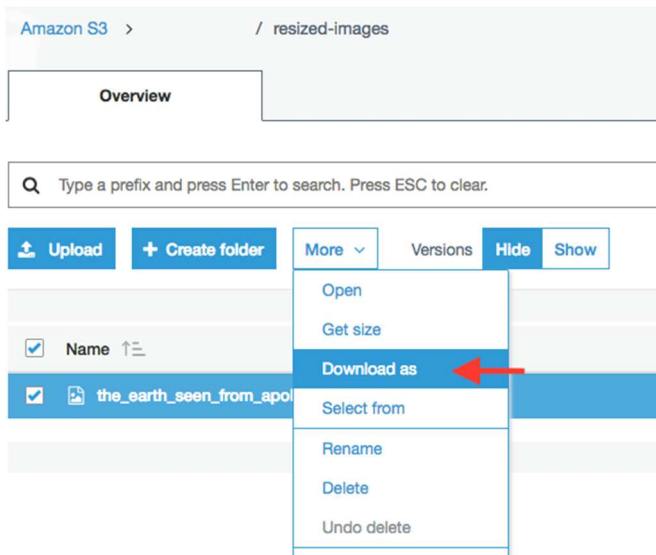 Amazon S3 > / resized-images
Overview
Type a prefix and press Enter to search. Press ESC to clear.
Upload + Create folder More Versions Hide Show
Open
Get size
Name
Download as
the_earth_seen_from_apol
Select from
Rename
Delete
Undo delete